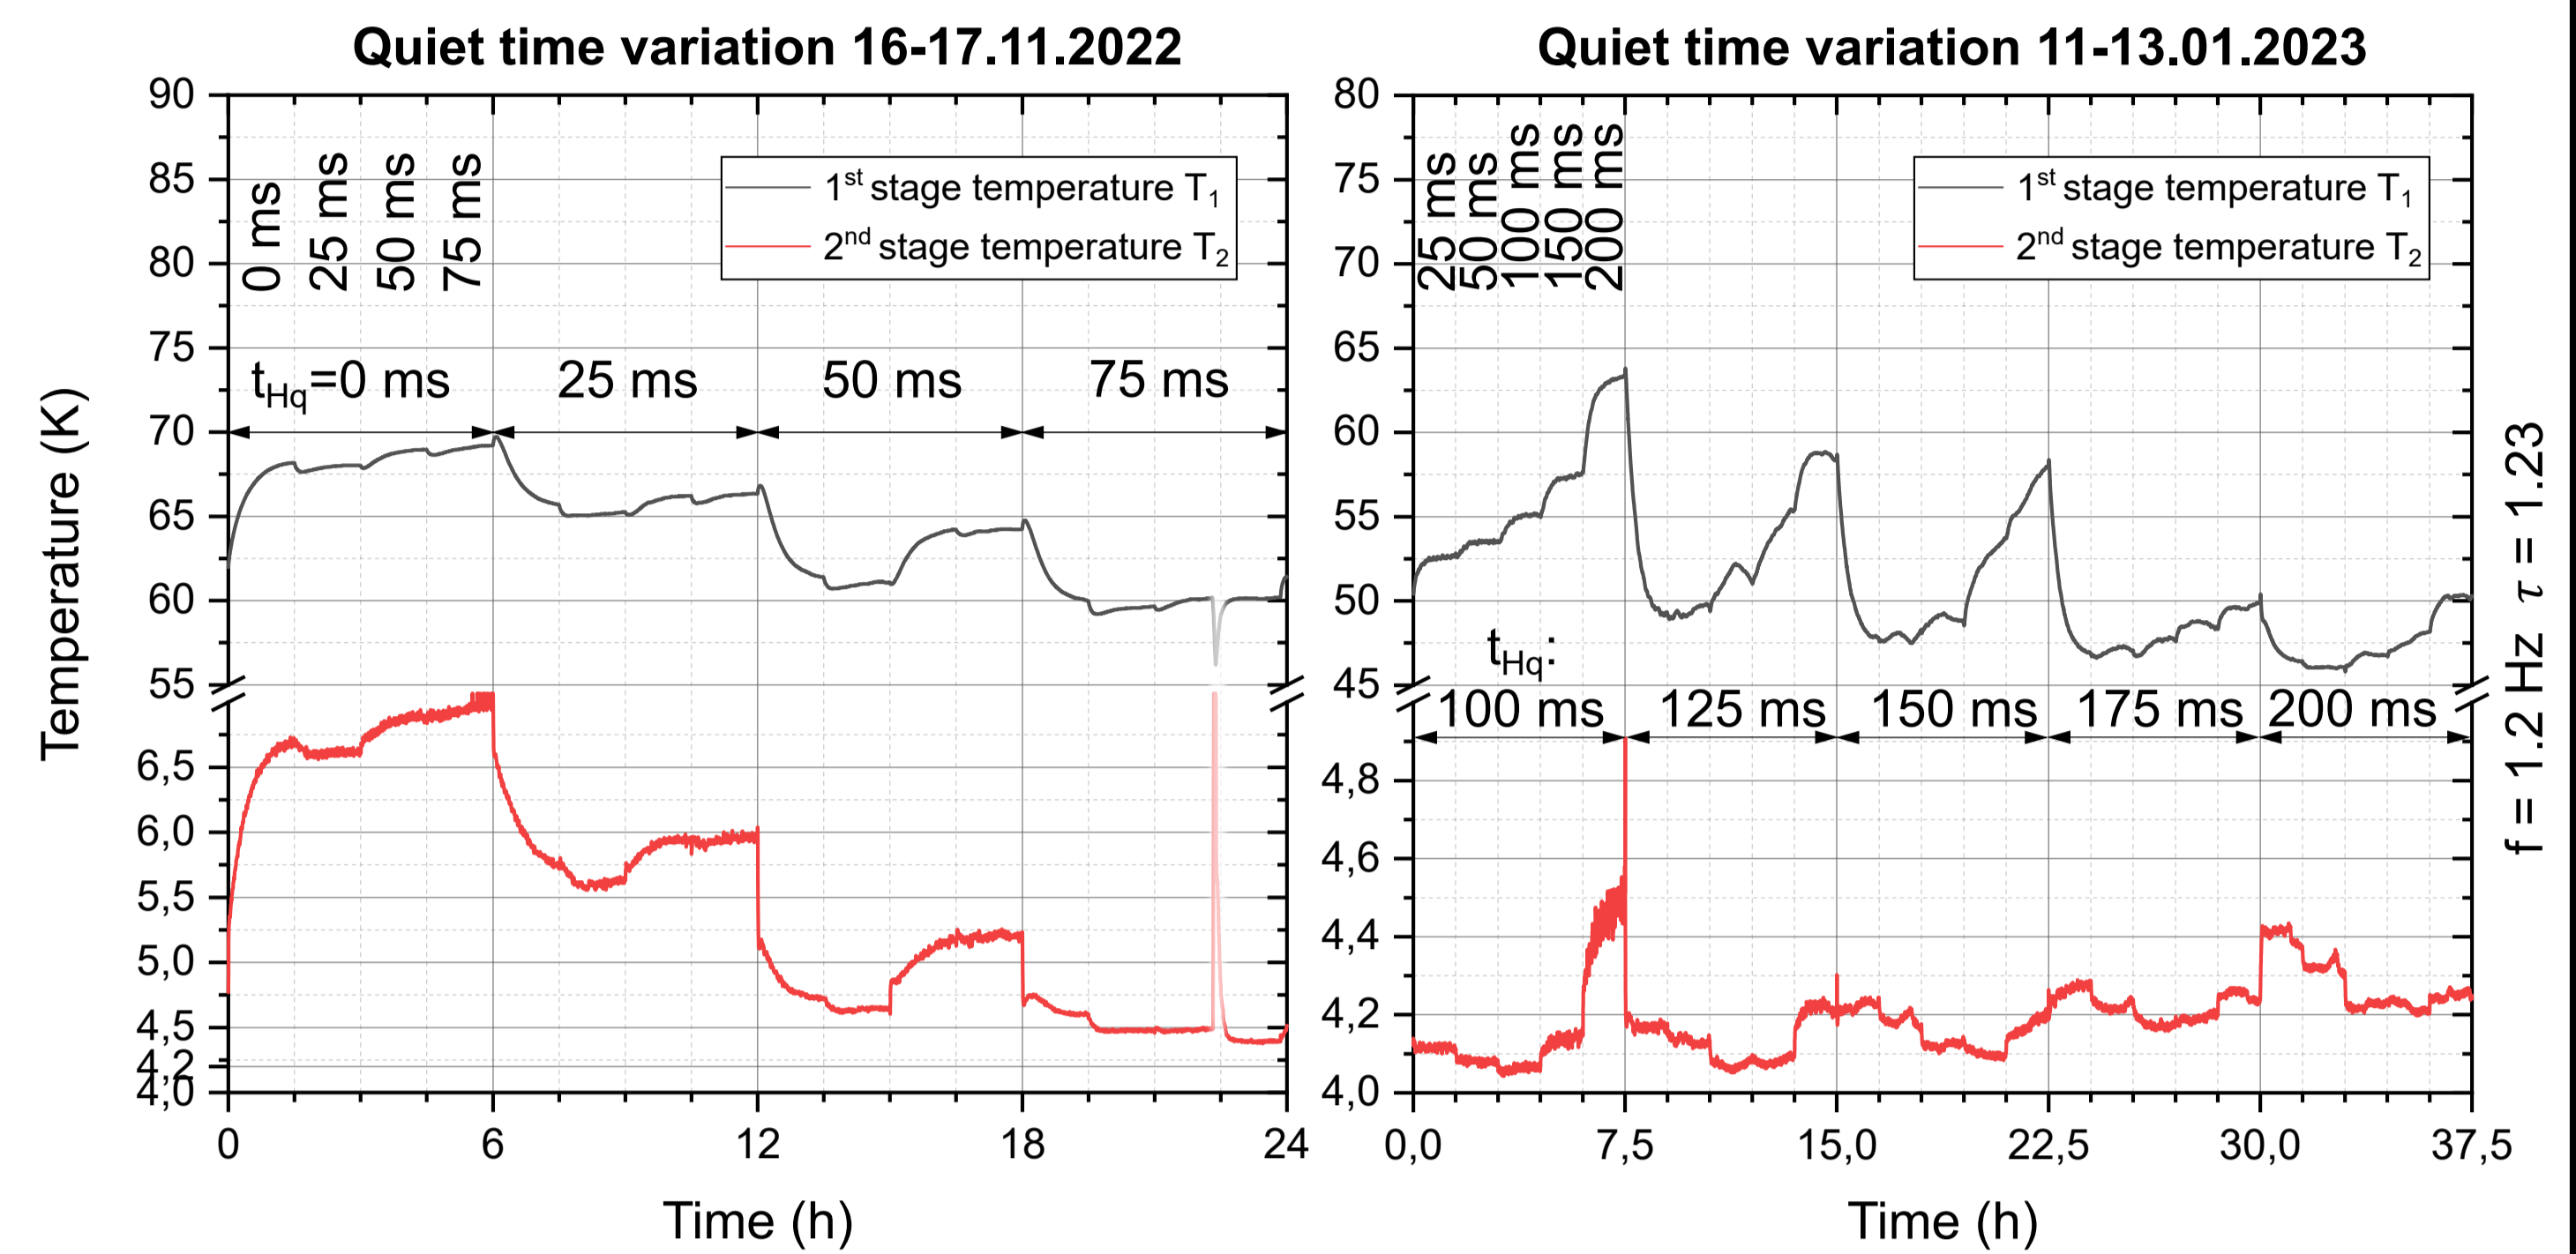 Quiet time variation 16-17.11.2022
Temperature (K)
90
85
80
75
70
65
60
55
6,5
6,0
5,5
5,0
4,5
4,2
4,0
0 ms
25 ms
50 ms
75 ms
1st stage temperature T1
2nd stage temperature T2
tHq=0 ms
25 ms
50 ms
75 ms
0
6
12
18
24
Time (h)
Quiet time variation 11-13.01.2023
80
75
70
65
60
55
50
45
4,8
4,6
4,4
4,2
4,0
25 ms
50 ms
100 ms
150 ms
200 ms
1st stage temperature T1
2nd stage temperature T2
tHq:
100 ms
125 ms
150 ms
175 ms
200 ms
0,0
7,5
15,0
22,5
30,0
37,5
Time (h)
f = 1.2 Hz τ = 1.23